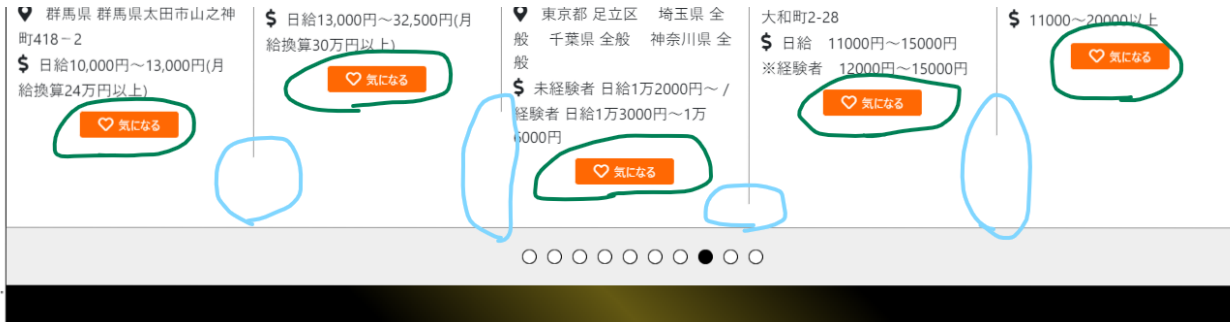 群馬県 群馬県太田市山之神
町418－2
$ 日給10,000円～13,000円(月
給換算24万円以上)
気になる
$ 日給13,000円～32,500円(月
給換算30万円以上)
気になる
東京都 足立区　埼玉県 全
般　千葉県 全般　神奈川県 全
般
$ 未経験者 日給1万2000円～ /
経験者 日給1万3000円～1万
6000円
気になる
大和町2-28
$ 日給　11000円～15000円
※経験者　12000円～15000円
気になる
$ 11000～20000以上
気になる